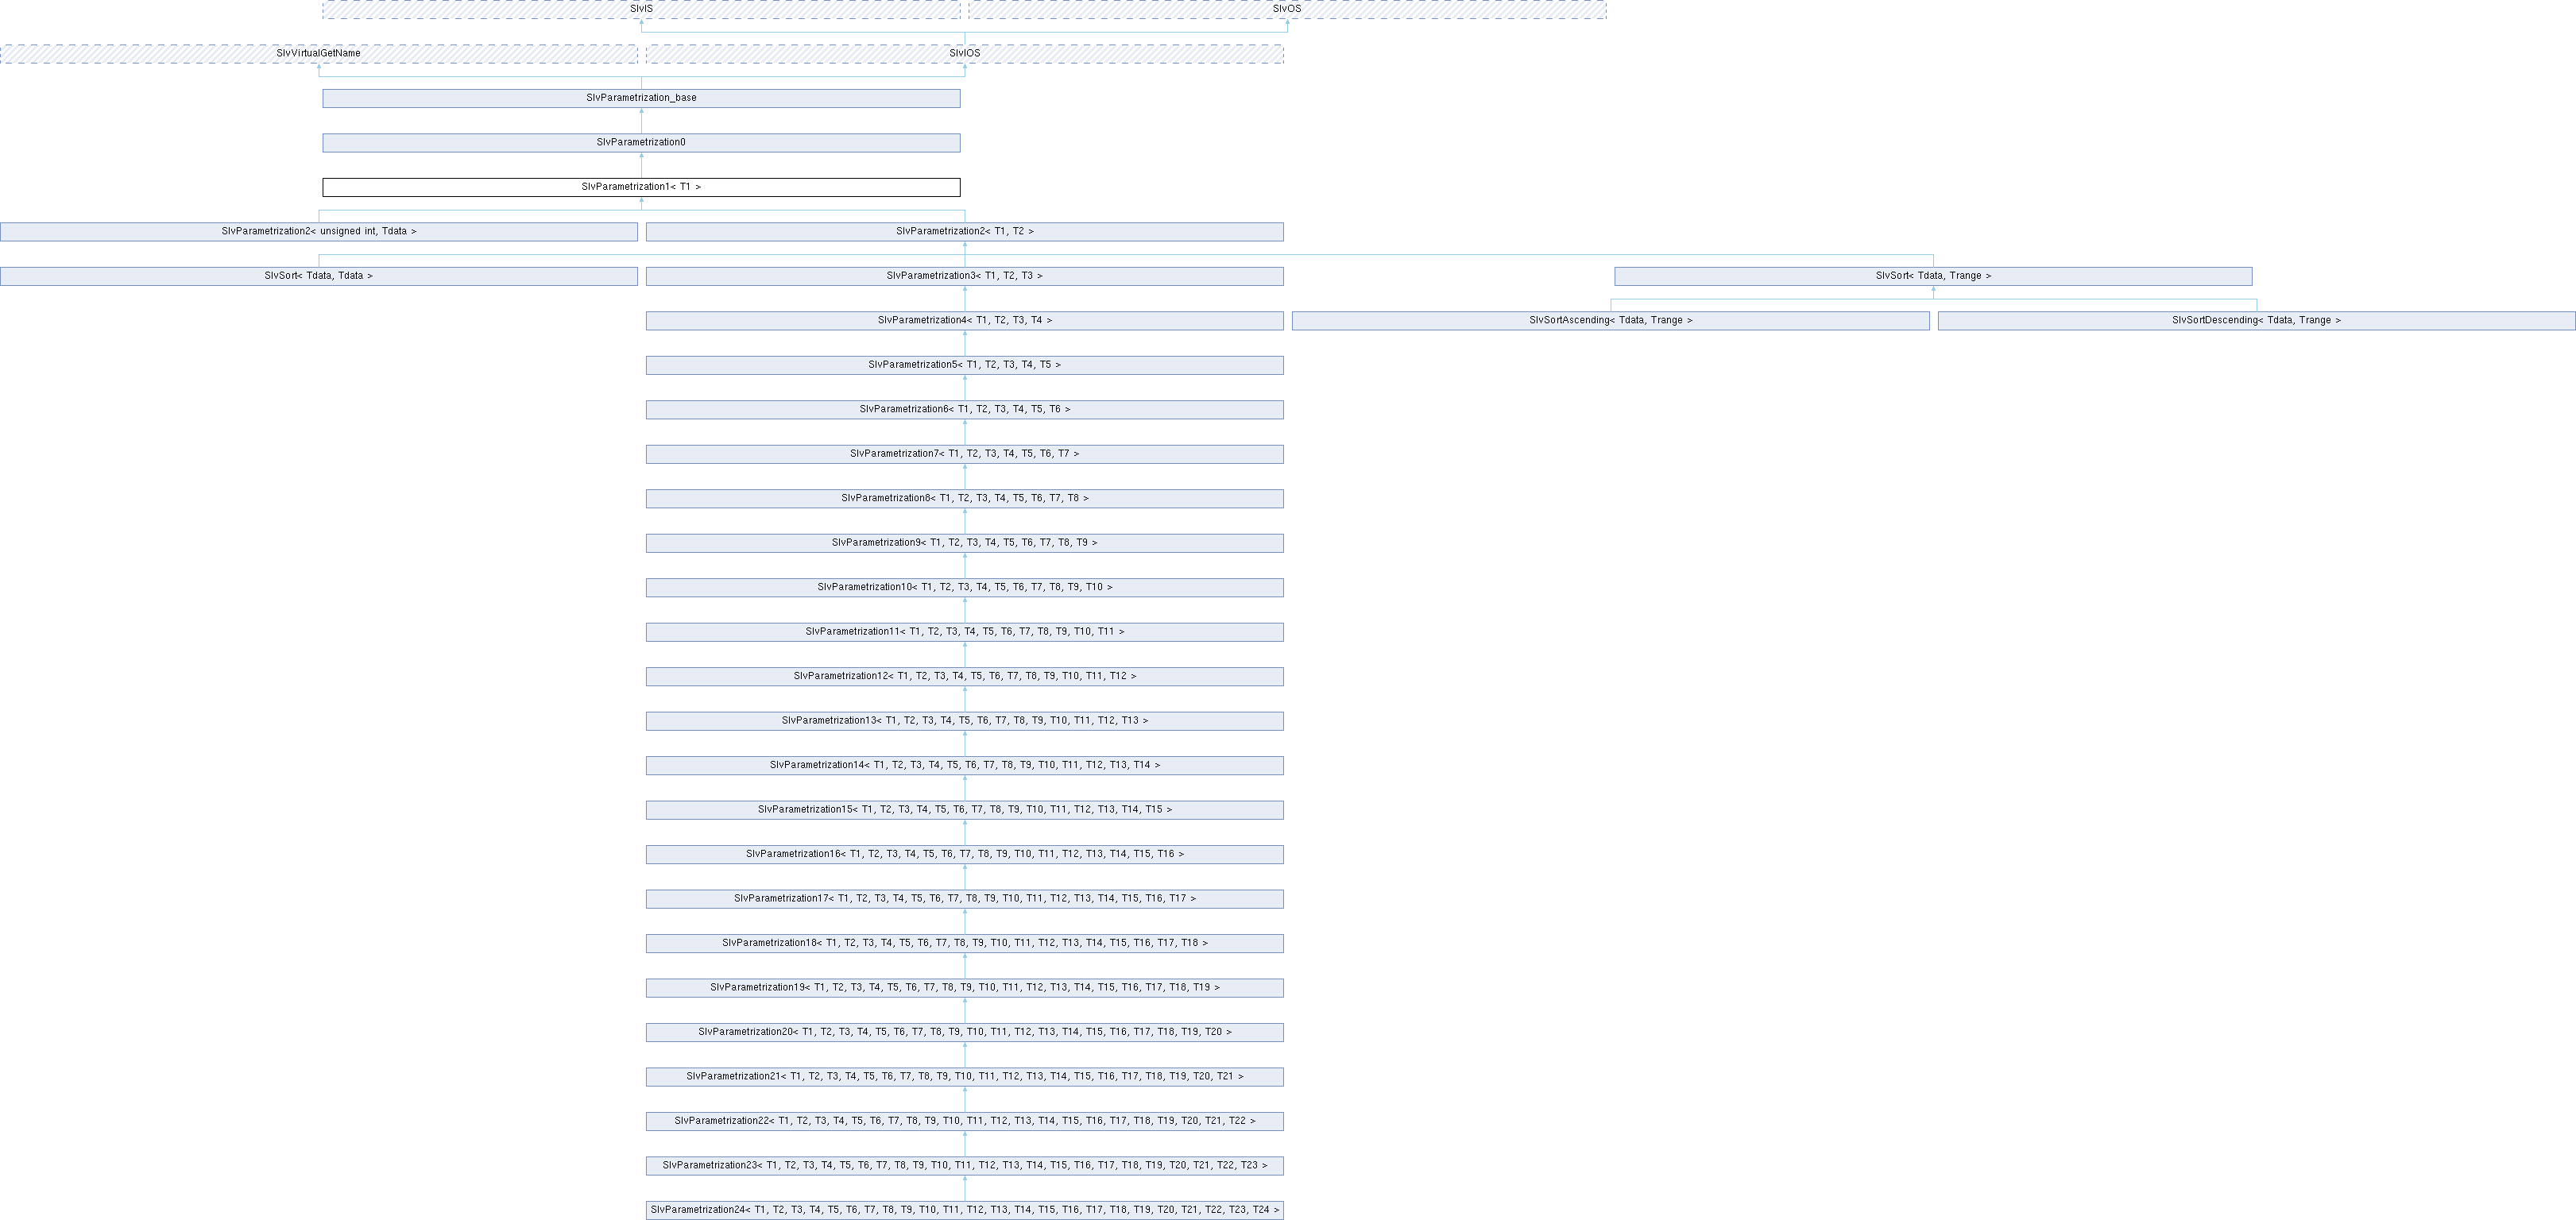 SlvIS
SlvOS
SlvVirtualGetName
SlvIOS
SlvParametrization_base
SlvParametrization0
SlvParametrization1< T1 >
SlvParametrization2< unsigned int, Tdata >
SlvParametrization2< T1, T2 >
SlvSort< Tdata, Tdata >
SlvParametrization3< T1, T2, T3 >
SlvSort< Tdata, Trange >
SlvParametrization4< T1, T2, T3, T4 >
SlvSortAscending< Tdata, Trange >
SlvSortDescending< Tdata, Trange >
SlvParametrization5< T1, T2, T3, T4, T5 >
SlvParametrization6< T1, T2, T3, T4, T5, T6 >
SlvParametrization7< T1, T2, T3, T4, T5, T6, T7 >
SlvParametrization8< T1, T2, T3, T4, T5, T6, T7, T8 >
SlvParametrization9< T1, T2, T3, T4, T5, T6, T7, T8, T9 >
SlvParametrization10< T1, T2, T3, T4, T5, T6, T7, T8, T9, T10 >
SlvParametrization11< T1, T2, T3, T4, T5, T6, T7, T8, T9, T10, T11 >
SlvParametrization12< T1, T2, T3, T4, T5, T6, T7, T8, T9, T10, T11, T12 >
SlvParametrization13< T1, T2, T3, T4, T5, T6, T7, T8, T9, T10, T11, T12, T13 >
SlvParametrization14< T1, T2, T3, T4, T5, T6, T7, T8, T9, T10, T11, T12, T13, T14 >
SlvParametrization15< T1, T2, T3, T4, T5, T6, T7, T8, T9, T10, T11, T12, T13, T14, T15 >
SlvParametrization16< T1, T2, T3, T4, T5, T6, T7, T8, T9, T10, T11, T12, T13, T14, T15, T16 >
SlvParametrization17< T1, T2, T3, T4, T5, T6, T7, T8, T9, T10, T11, T12, T13, T14, T15, T16, T17 >
SlvParametrization18< T1, T2, T3, T4, T5, T6, T7, T8, T9, T10, T11, T12, T13, T14, T15, T16, T17, T18 >
SlvParametrization19< T1, T2, T3, T4, T5, T6, T7, T8, T9, T10, T11, T12, T13, T14, T15, T16, T17, T18, T19 >
SlvParametrization20< T1, T2, T3, T4, T5, T6, T7, T8, T9, T10, T11, T12, T13, T14, T15, T16, T17, T18, T19, T20 >
SlvParametrization21< T1, T2, T3, T4, T5, T6, T7, T8, T9, T10, T11, T12, T13, T14, T15, T16, T17, T18, T19, T20, T21 >
SlvParametrization22< T1, T2, T3, T4, T5, T6, T7, T8, T9, T10, T11, T12, T13, T14, T15, T16, T17, T18, T19, T20, T21, T22 >
SlvParametrization23< T1, T2, T3, T4, T5, T6, T7, T8, T9, T10, T11, T12, T13, T14, T15, T16, T17, T18, T19, T20, T21, T22, T23 >
SlvParametrization24< T1, T2, T3, T4, T5, T6, T7, T8, T9, T10, T11, T12, T13, T14, T15, T16, T17, T18, T19, T20, T21, T22, T23, T24 >